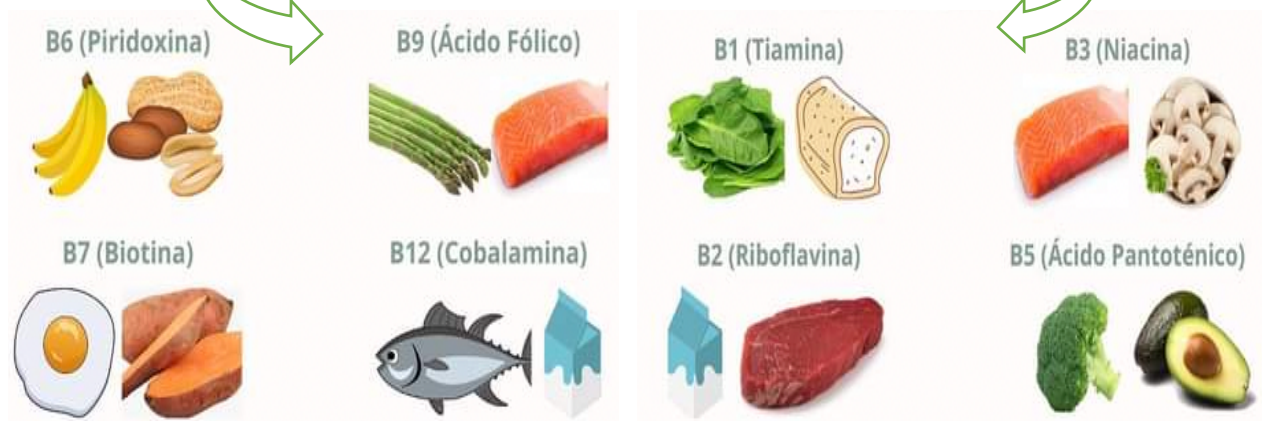 B6 (Piridoxina)
B9 (Ácido Fólico)
B1 (Tiamina)
B3 (Niacina)
B7 (Biotina)
B12 (Cobalamina)
B2 (Riboflavina)
B5 (Ácido Pantoténico)